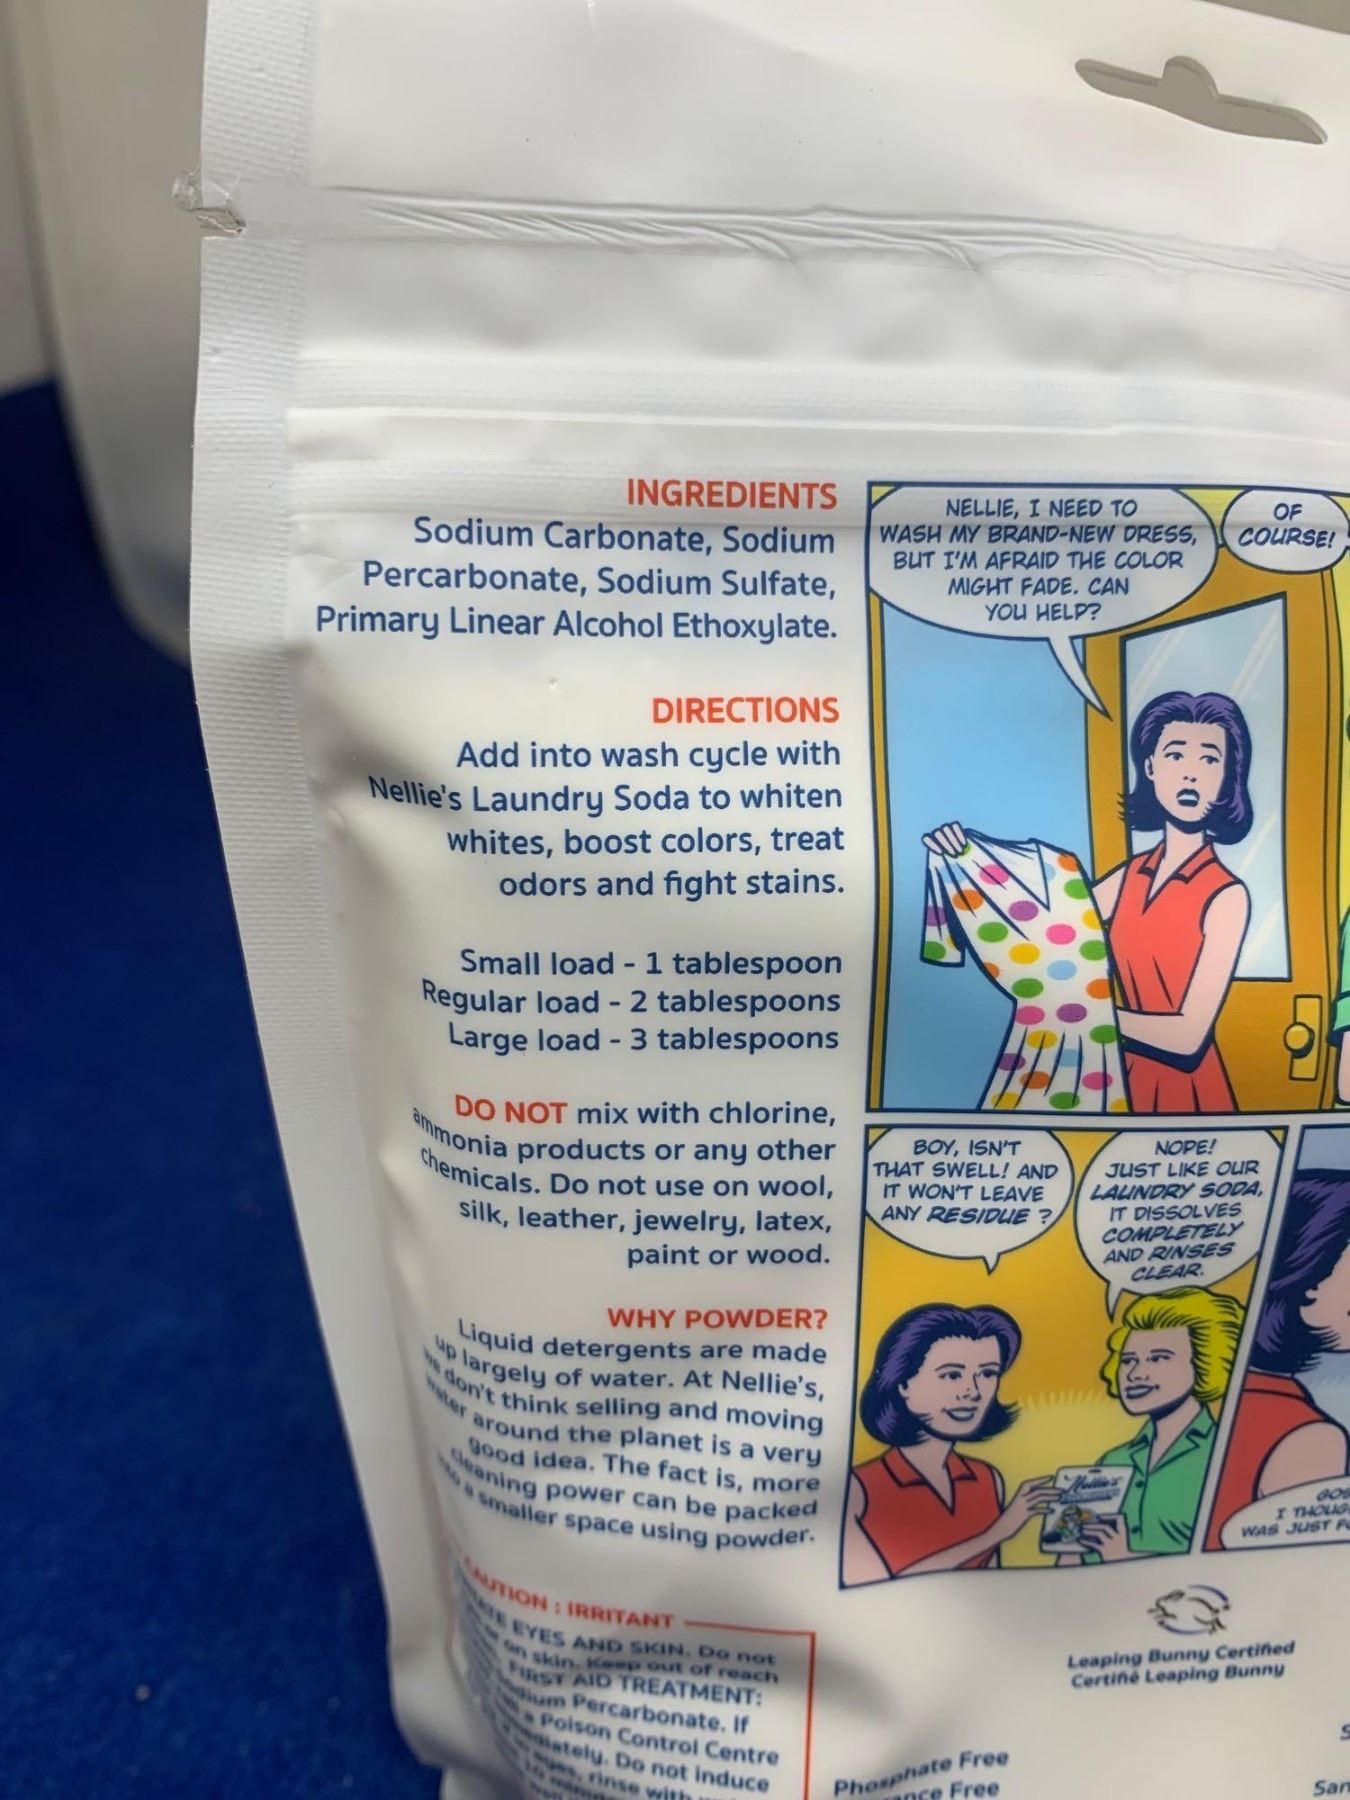 INGREDIENTS
Sodium Carbonate, Sodium
Percarbonate, Sodium Sulfate,
Primary Linear Alcohol Ethoxylate.
DIRECTIONS
Add into wash cycle with
Nellie's Laundry Soda to whiten
whites, boost colors, treat
odors and fight stains.
Small load - 1 tablespoon
Regular load - 2 tablespoons
Large load - 3 tablespoons
DO NOT mix with chlorine,
ammonia products or any other
chemicals. Do not use on wool,
silk, leather, jewelry, latex,
paint or wood.
WHY POWDER?
Liquid detergents are made
up largely of water. At Nellie's,
we don't think selling and moving
water around the planet is a very
good idea. The fact is, more
cleaning power can be packed
into a smaller space using powder.
CAUTION : IRRITANT
EYES AND SKIN. Do not
or on skin. Keep out of reach
FIRST AID TREATMENT:
Percarbonate. If
a Poison Control Centre
Do not induce
eyes, rinse with
NELLIE, I NEED TO
WASH MY BRAND-NEW DRESS,
BUT I'M AFRAID THE COLOR
MIGHT FADE. CAN
YOU HELP?
OF
COURSE!
BOY, ISN'T
THAT SWELL! AND
IT WON'T LEAVE
ANY RESIDUE ?
NOPE!
JUST LIKE OUR
LAUNDRY SODA,
IT DISSOLVES
COMPLETELY
AND RINSES
CLEAR.
Nellie's
I
WAS JUST
Leaping Bunny Certified
Certifié Leaping Bunny
Phosphate Free
Free